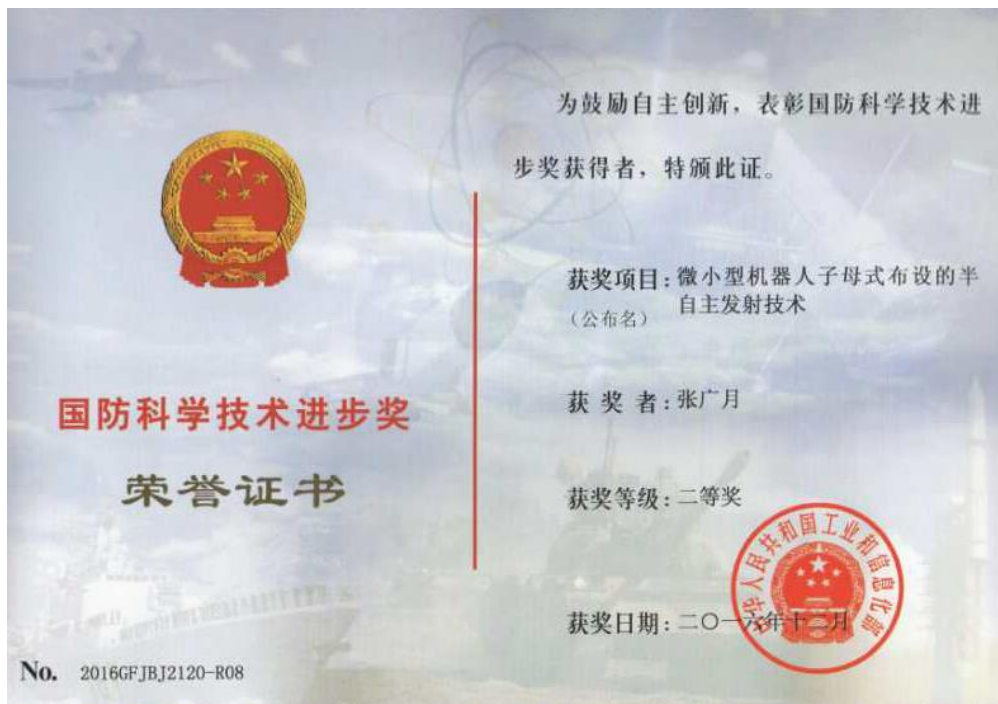 国防科学技术进步奖
荣誉证书
No. 2016GFJBJ2120-R08
为鼓励自主创新，表彰国防科学技术进
步奖获得者，特颁此证。
获奖项目：微小型机器人子母式布设的半
（公布名） 自主发射技术
获 奖 者：张广月
获奖等级：二等奖
获奖日期：二〇一六年十二月
中华人民共和国工业和信息化部